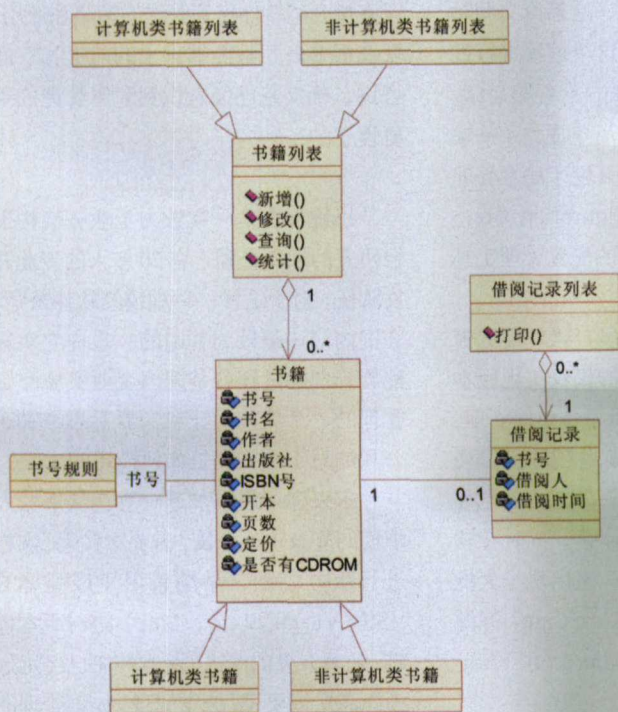 计算机类书籍列表
非计算机类书籍列表
书籍列表
新增()
修改()
查询()
统计()
1
0..*
借阅记录列表
打印()
0..*
1
书籍
书号
书名
作者
出版社
ISBN号
开本
页数
定价
是否有CDROM
书号规则
书号
1
0..1
借阅记录
书号
借阅人
借阅时间
计算机类书籍
非计算机类书籍